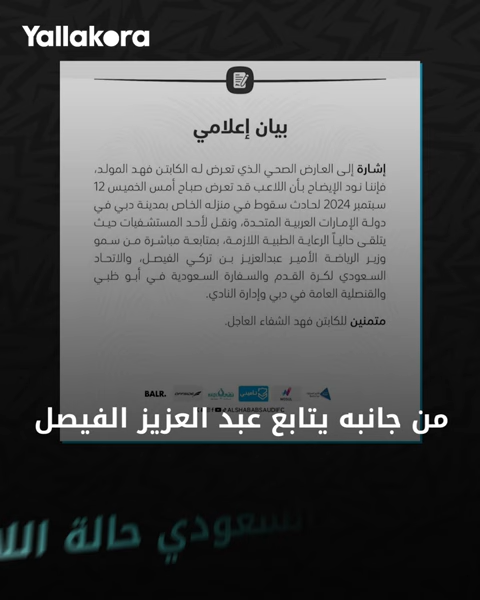 Yallakora
بيان إعلامي
إشارة إلى العارض الصحي الذي تعرض له الكابتن فهد المولد،
فإننا نود الإيضاح بأن اللاعب قد تعرض صباح أمس الخميس 12
سبتمبر 2024 لحادث سقوط في منزله الخاص بمدينة دبي في
دولة الإمارات العربية المتحدة، ونقل لأحد المستشفيات حيث
يتلقى حالياً الرعاية الطبية اللازمة، بمتابعة مباشرة من سمو
وزير الرياضة الأمير عبدالعزيز بن تركي الفيصل، والاتحاد
السعودي لكرة القدم والسفارة السعودية في أبو ظبي
والقنصلية العامة في دبي وإدارة النادي.
متمنين للكابتن فهد الشفاء العاجل.
BALR.
ALSHABABSAUDIFC
من جانبه يتابع عبد العزيز الفيصل
السعودي حالة